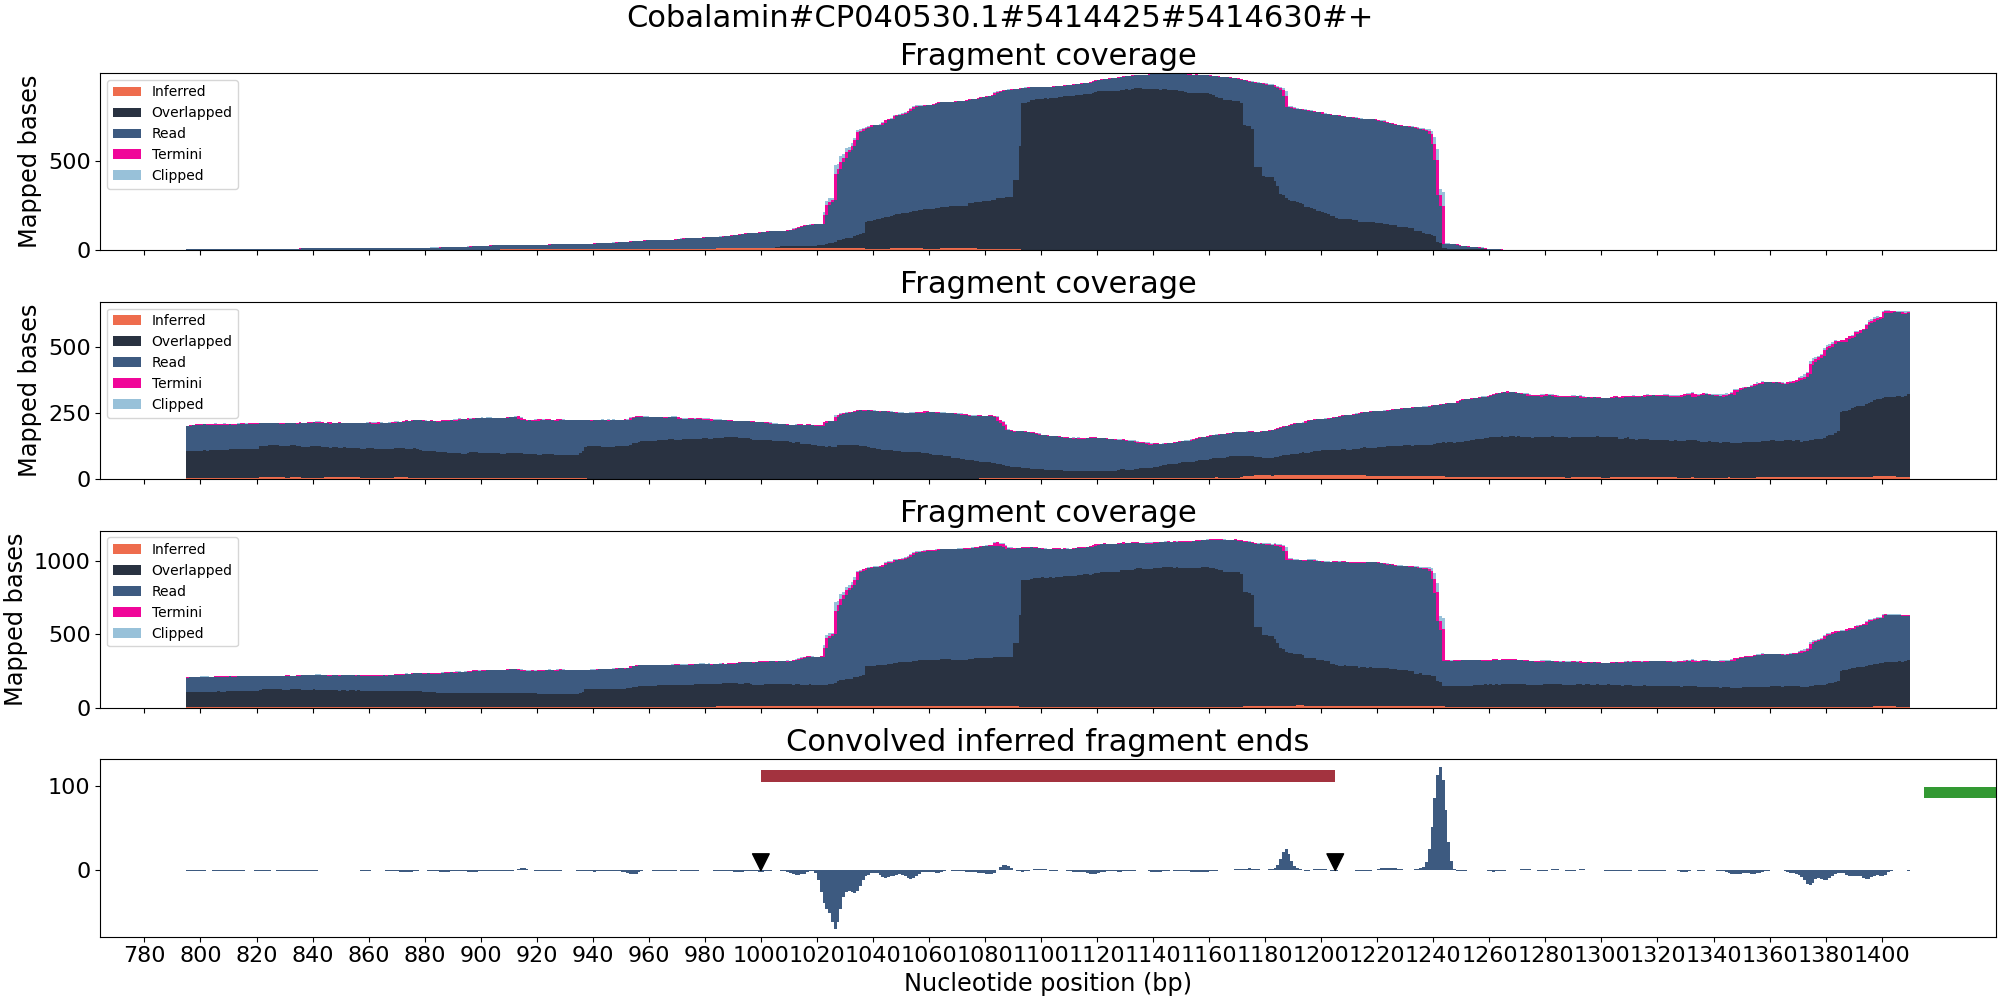 Cobalamin#CP040530.1#5414425#5414630#+
Fragment coverage
Mapped bases
500
0
Inferred
Overlapped
Read
Termini
Clipped
Fragment coverage
Mapped bases
500
250
0
Inferred
Overlapped
Read
Termini
Clipped
Fragment coverage
Mapped bases
1000
500
0
Inferred
Overlapped
Read
Termini
Clipped
Convolved inferred fragment ends
100
0
780 800 820 840 860 880 900 920 940 960 980 1000 1020 1040 1060 1080 1100 1120 1140 1160 1180 1200 1220 1240 1260 1280 1300 1320 1340 1360 1380 1400
Nucleotide position (bp)